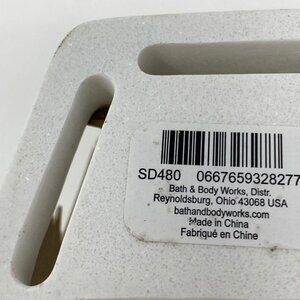 SD480 0667659328277
Bath & Body Works, Distr.
Reynoldsburg, Ohio 43068 USA
bathandbodyworks.com
Made in China
Fabriqué en Chine